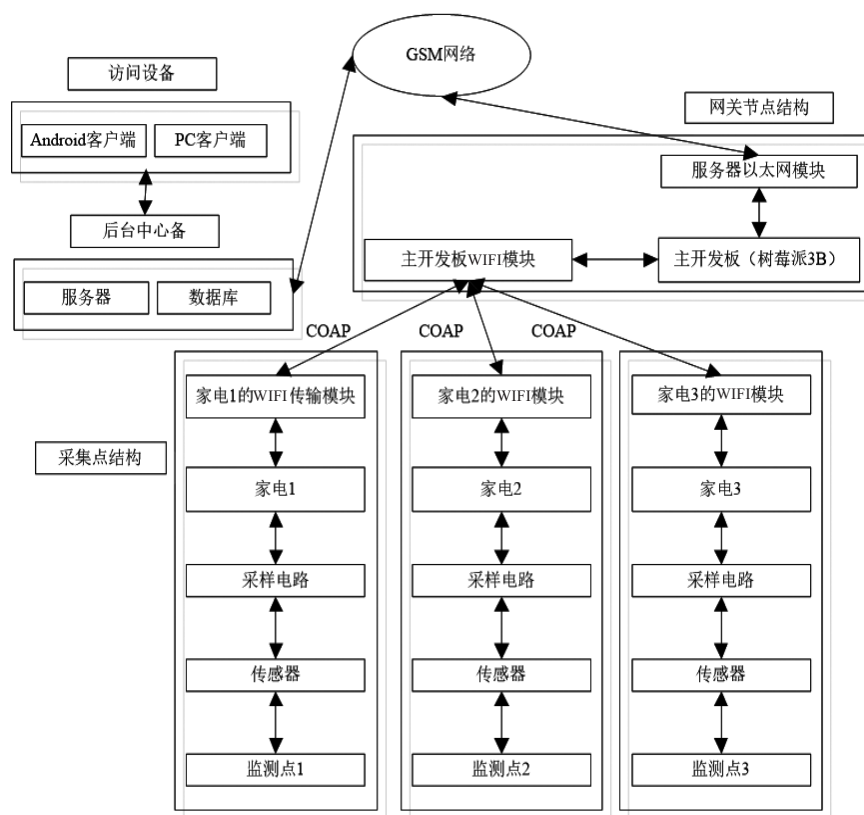 GSM网络
访问设备
网关节点结构
Android客户端
PC客户端
服务器以太网模块
后台中心备
主开发板WIFI模块
主开发板（树莓派3B）
服务器
数据库
COAP
COAP
COAP
家电1的WIFI传输模块
家电2的WIFI模块
家电3的WIFI模块
采集点结构
家电1
家电2
家电3
采样电路
采样电路
采样电路
传感器
传感器
传感器
监测点1
监测点2
监测点3